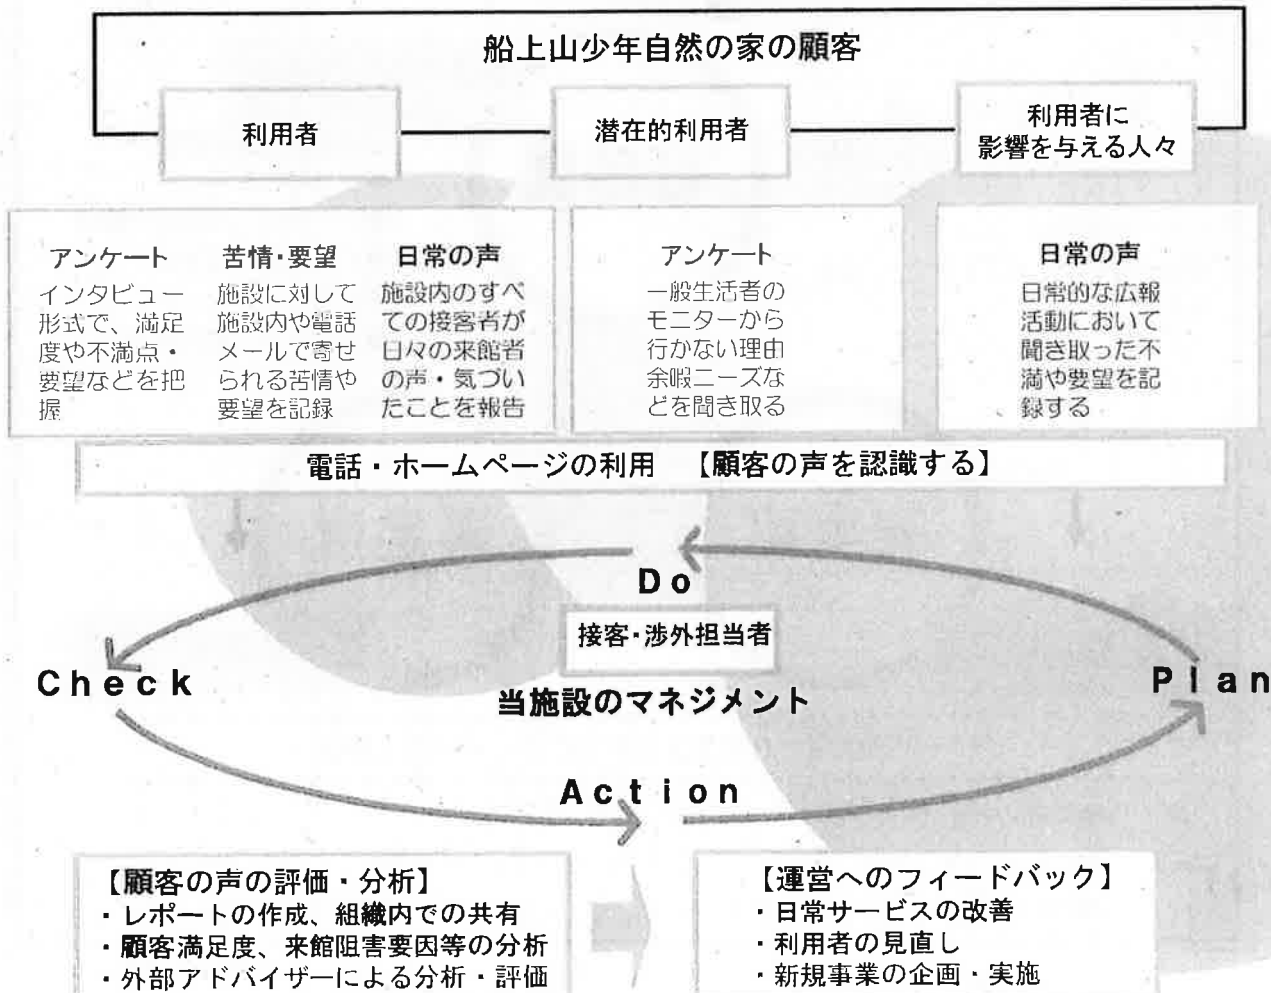 船上山少年自然の家の顧客
利用者
潜在的利用者
利用者に
影響を与える人々
アンケート
インタビュー
形式で、満足
度や不満点・
要望などを把
握
苦情・要望
施設に対して
施設内や電話
メールで寄せ
られる苦情や
要望を記録
日常の声
施設内のすべ
ての接客者が
日々の来館者
の声・気づい
たことを報告
アンケート
一般生活者の
モニターから
行かない理由
余暇ニーズな
どを聞き取る
日常の声
日常的な広報
活動において
聞き取った不
満や要望を記
録する
電話・ホームページの利用 【顧客の声を認識する】
Do
接客・渉外担当者
Check
Plan
当施設のマネジメント
Action
【顧客の声の評価・分析】
・レポートの作成、組織内での共有
・顧客満足度、来館阻害要因等の分析
・外部アドバイザーによる分析・評価
【運営へのフィードバック】
・日常サービスの改善
・利用者の見直し
・新規事業の企画・実施